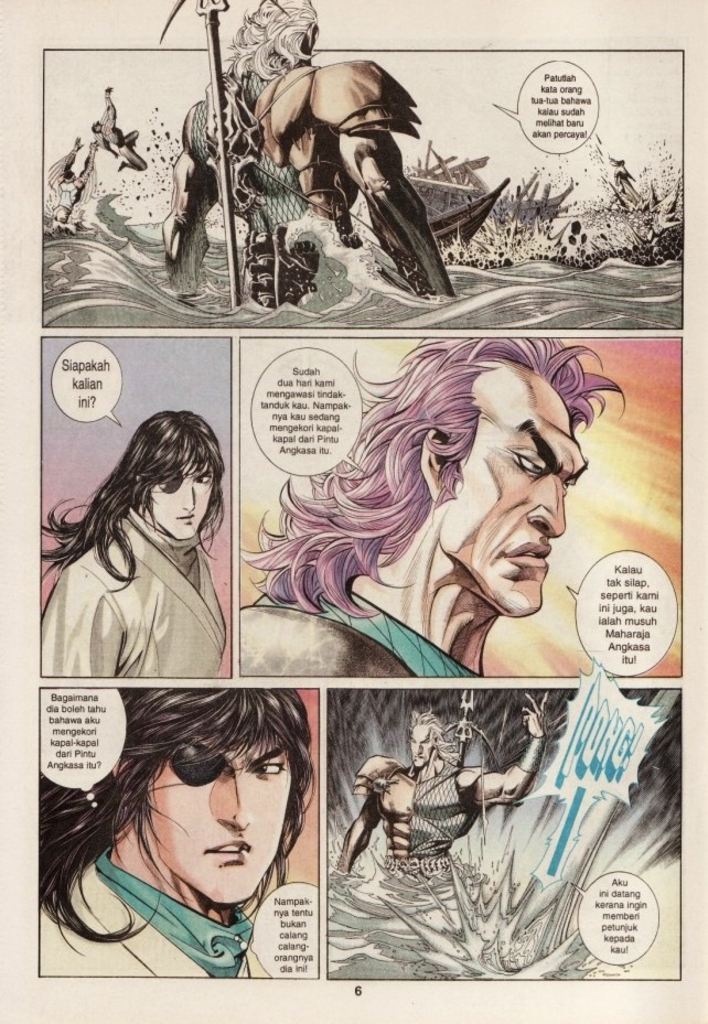 Patutlah
kata orang
tua-tua bahawa
kalau sudah
melihat baru
akan percaya!
Siapakah
kalian
ini?
Sudah
dua hari kami
mengawasi tindak-
tanduk kau. Nampak-
nya kau sedang
mengekori kapal-
kapal dari Pintu
Angkasa itu.
Kalau
tak silap,
seperti kami
ini juga, kau
ialah musuh
Maharaja
Angkasa
itu!
Bagaimana
dia boleh tahu
bahawa aku
mengekori
kapal-kapal
dari Pintu
Angkasa itu?
Nampak-
nya tentu
bukan
calang
calang-
orangnya
dia ini!
Aku
ini datang
kerana ingin
memberi
petunjuk
kepada
kau!
6